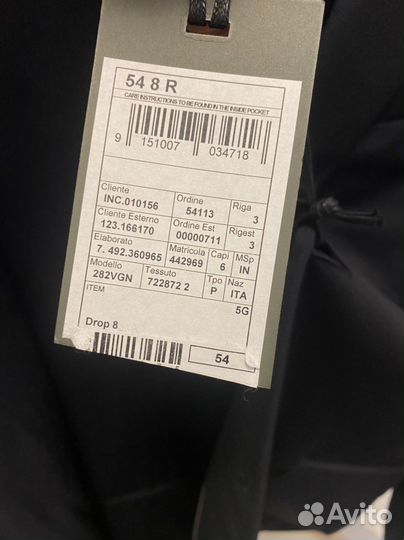 54 8 R
CARE INSTRUCTIONS TO BE FOUND IN THE INSIDE POCKET
9 151007 034718
Cliente Ordine Riga
INC.010156 54113 3
Cliente Esterno Ordine Est Rigest
123.166170 00000711 3
Elaborato Matricola Capi MSp
7. 492.360965 442969 6 IN
Modello Tessuto Tpo Naz
282VGN 722872 2 P ITA
ITEM 5G
Drop 8
54
Avito